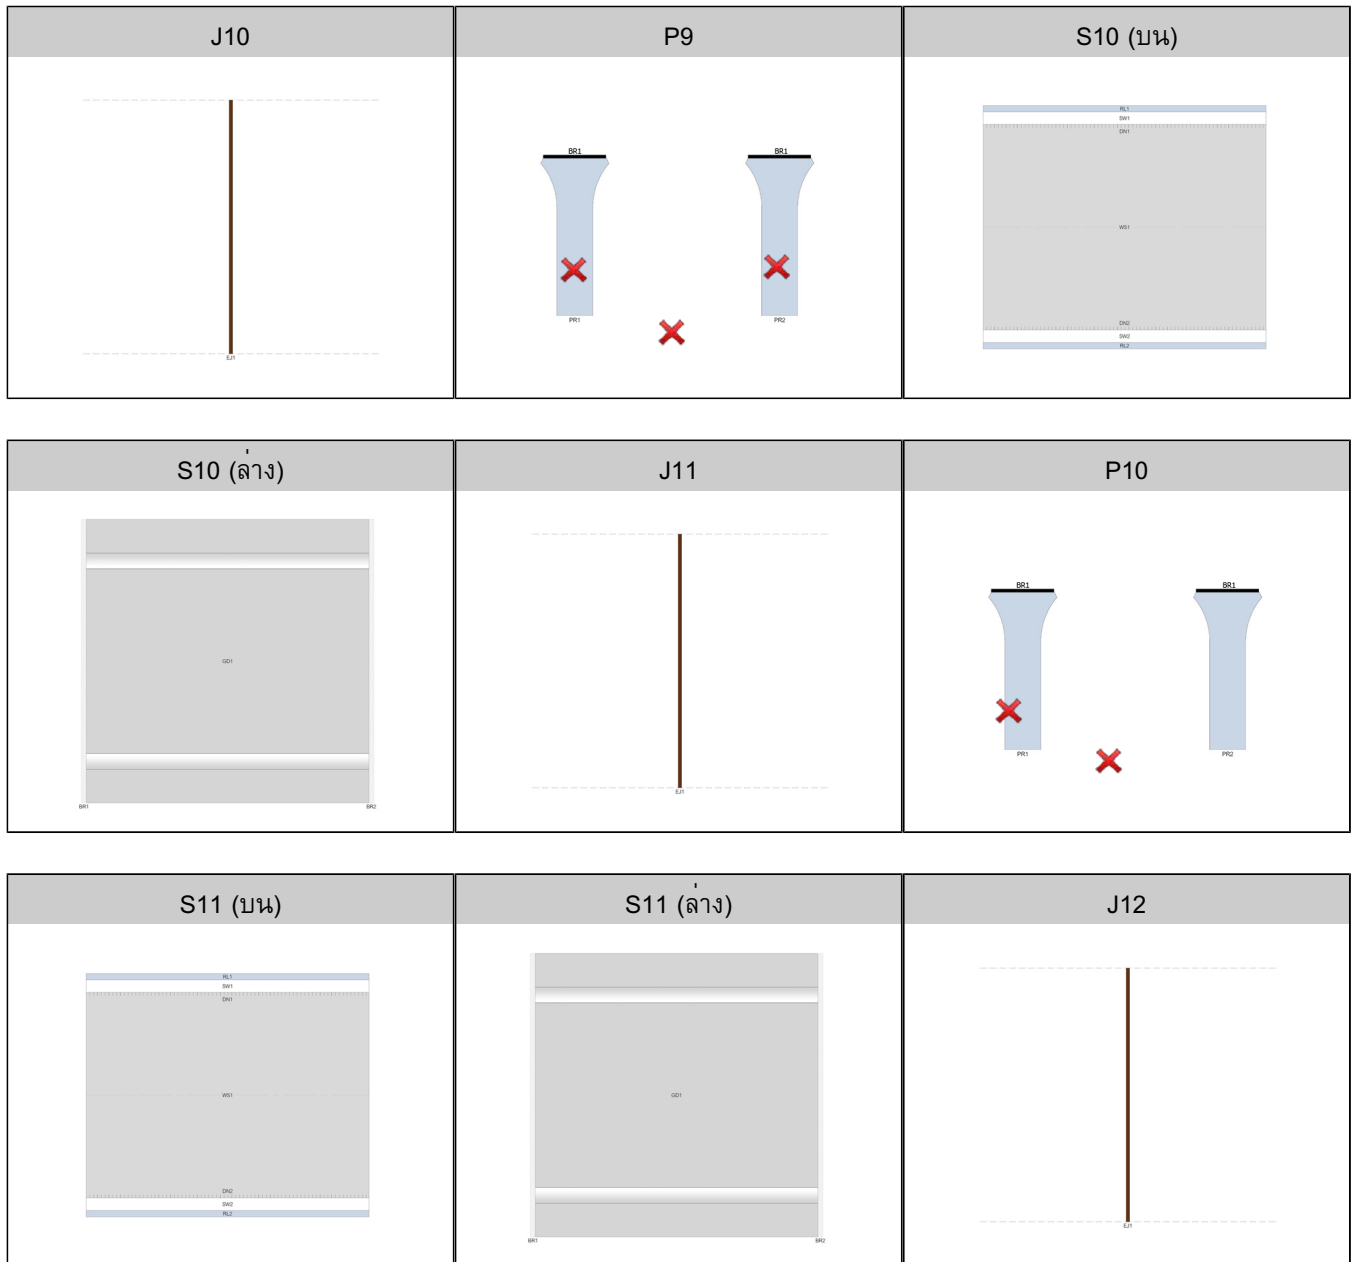 J10
P9
S10 (บน)
EJ1
BR1
BR1
PR1
PR2
RL1
SW1
DN1
WS1
DN2
SW2
RL2
S10 (ล่าง)
J11
P10
GD1
BR1
BR2
EJ1
BR1
BR1
PR1
PR2
S11 (บน)
S11 (ล่าง)
J12
RL1
SW1
DN1
WS1
DN2
SW2
RL2
GD1
BR1
BR2
EJ1